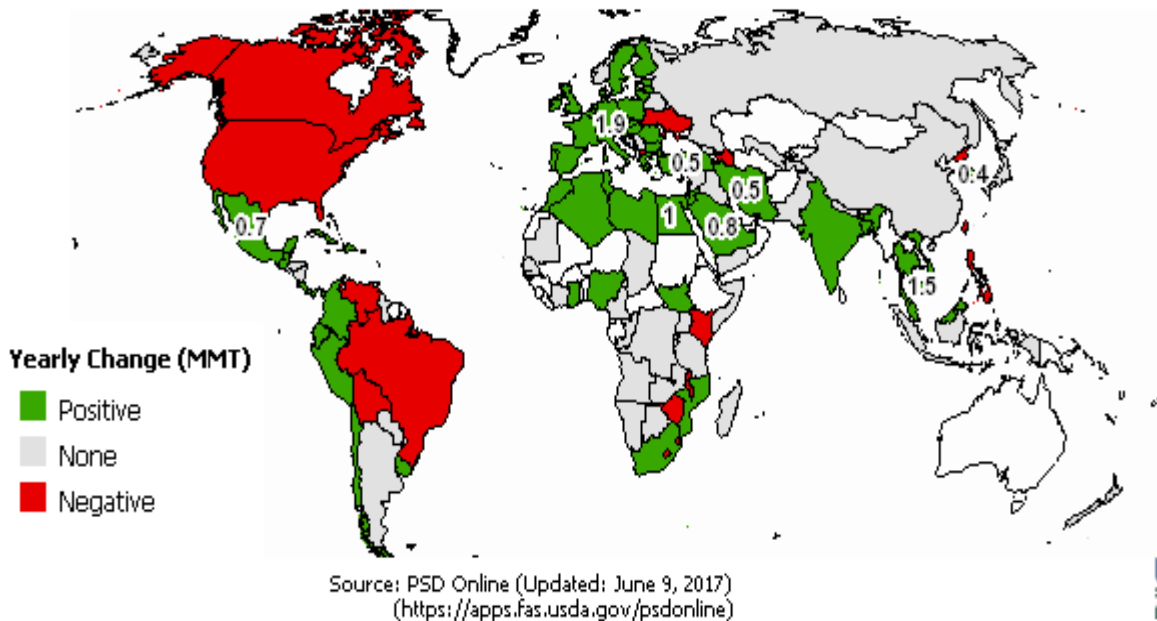 1.9
0.5
0.5
0.4
0.7
1
0.8
1.5
Yearly Change (MMT)
Positive
None
Negative
Source: PSD Online (Updated: June 9, 2017)
(https://apps.fas.usda.gov/psdonline)